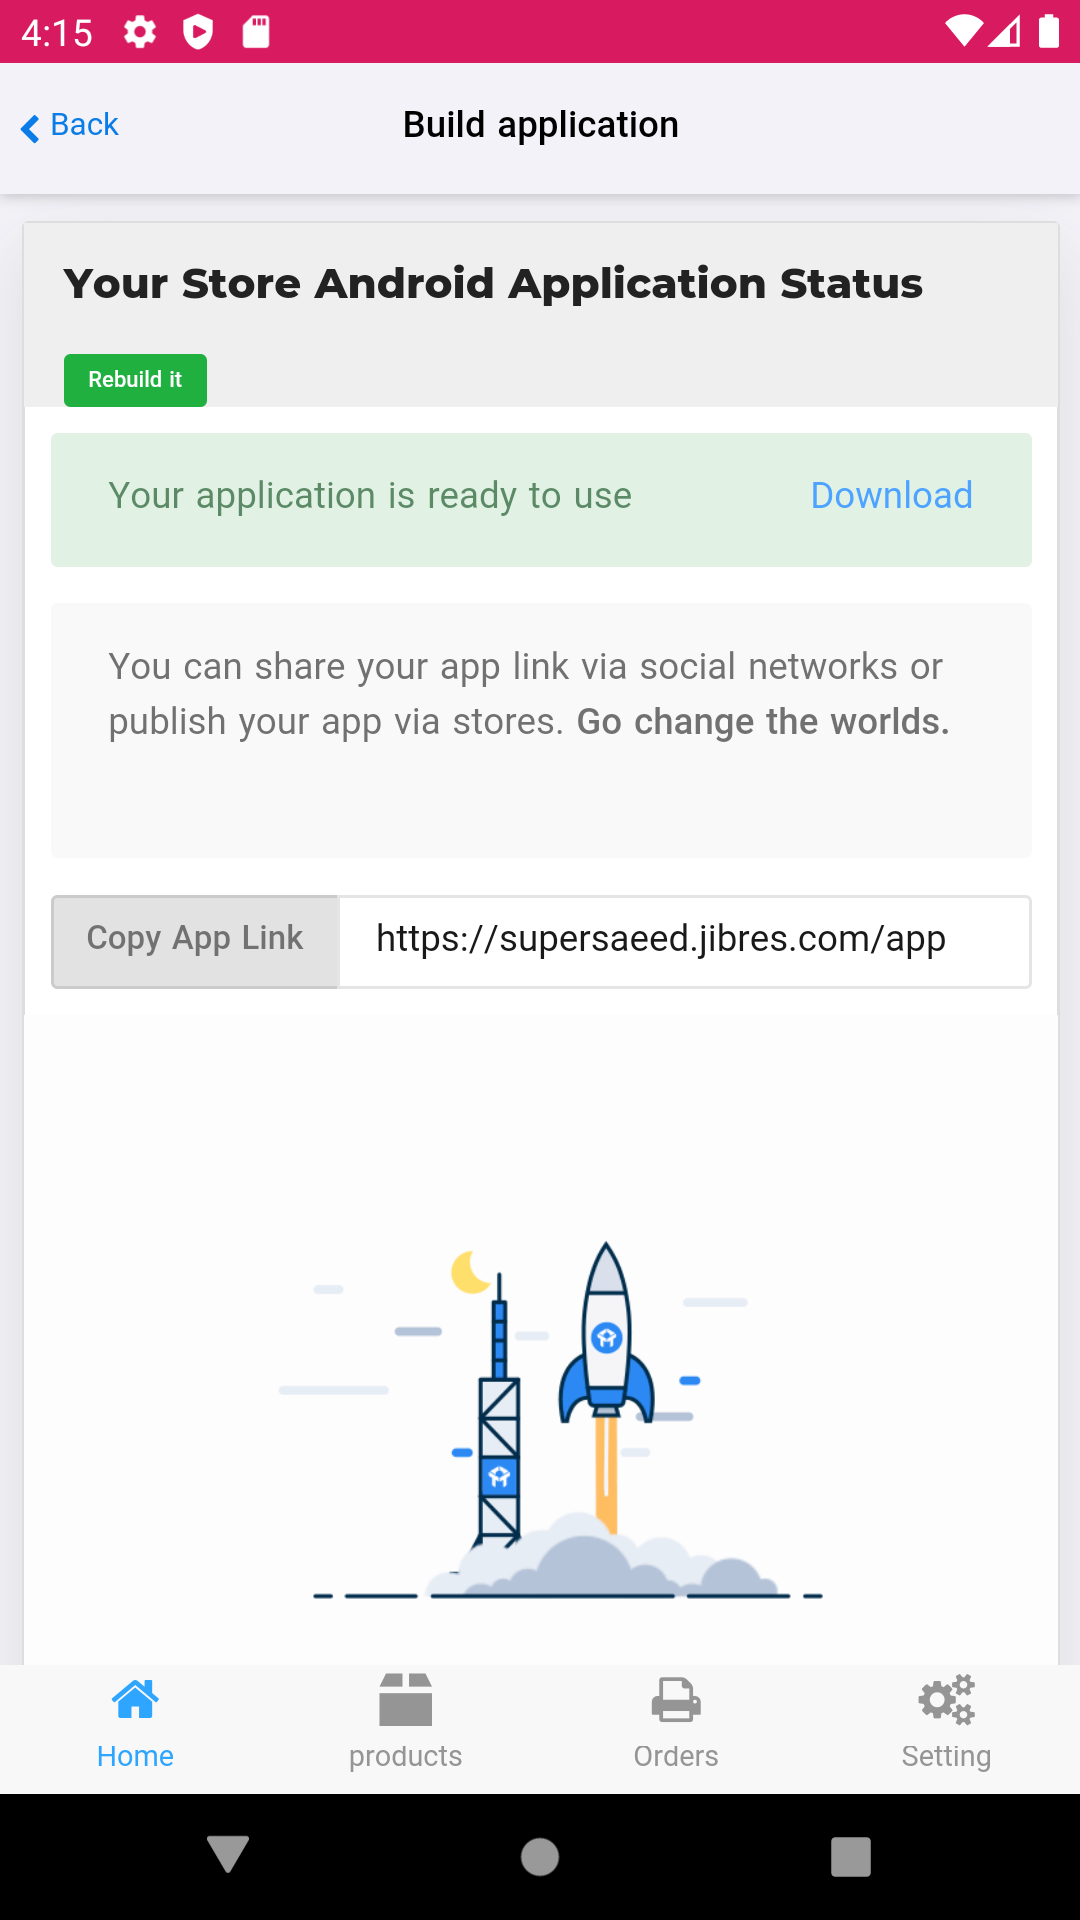 4:15
Back
Build application
Your Store Android Application Status
Rebuild it
Your application is ready to use
Download
You can share your app link via social networks or
publish your app via stores. Go change the worlds.
Copy App Link
https://supersaeed.jibres.com/app
Home
products
Orders
Setting